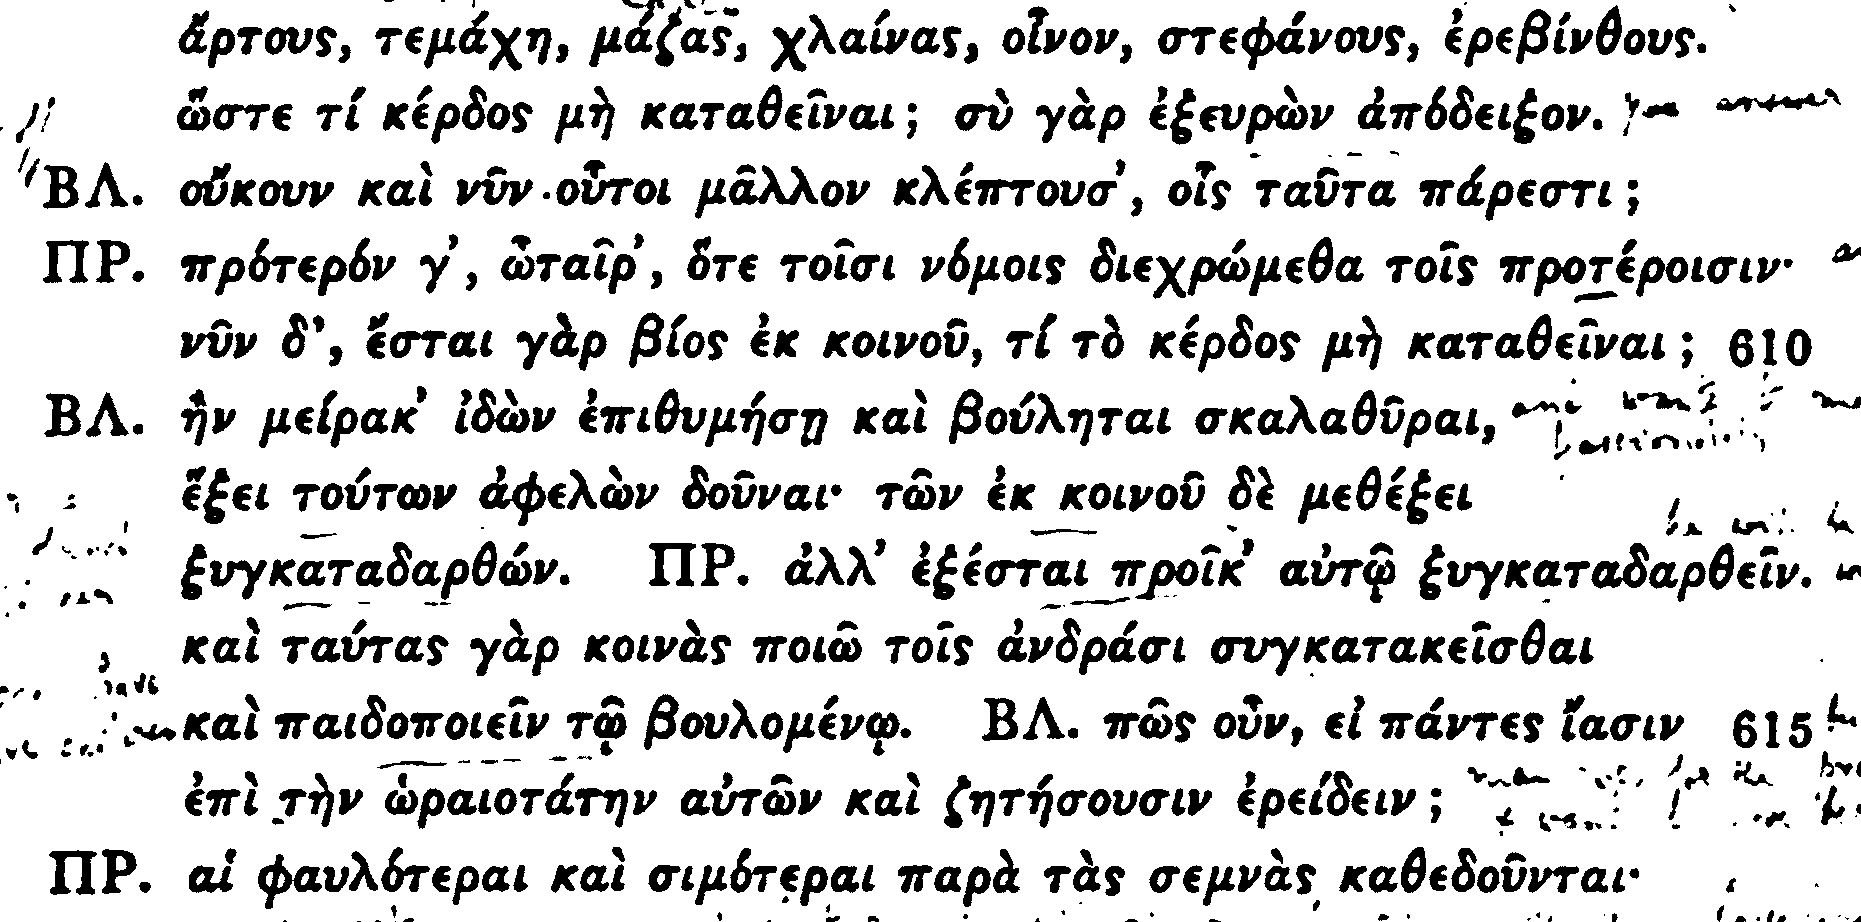 ἄρτους, τεμάχη, μάζας, χλαίνας, οἶνον, στεφάνους, ἐρεβίνθους.
ὥστε τί κέρδος μὴ καταθεῖναι; σὺ γὰρ ἐξευρὼν ἀπόδειξον.
ΒΛ. οὔκουν καὶ νῦν οὗτοι μᾶλλον κλέπτουσ’, οἷς ταῦτα πάρεστι;
ΠΡ. πρότερόν γ’, ὦταῖρ’, ὅτε τοῖσι νόμοις διεχρώμεθα τοῖς προτέροισιν·
νῦν δ’, ἔσται γὰρ βίος ἐκ κοινοῦ, τί τὸ κέρδος μὴ καταθεῖναι; 610
ΒΛ. ἢν μείρακ’ ἰδὼν ἐπιθυμήσῃ καὶ βούληται σκαλαθῦραι,
ἕξει τούτων ἀφελὼν δοῦναι· τῶν ἐκ κοινοῦ δὲ μεθέξει
ξυγκαταδαρθών. ΠΡ. ἀλλ’ ἐξέσται προῖκ’ αὐτῷ ξυγκαταδαρθεῖν.
καὶ ταύτας γὰρ κοινὰς ποιῶ τοῖς ἀνδράσι συγκατακεῖσθαι
καὶ παιδοποιεῖν τῷ βουλομένῳ. ΒΛ. πῶς οὖν, εἰ πάντες ἴασιν 615
ἐπὶ τὴν ὡραιοτάτην αὐτῶν καὶ ζητήσουσιν ἐρείδειν;
ΠΡ. αἱ φαυλότεραι καὶ σιμότεραι παρὰ τὰς σεμνὰς καθεδοῦνται·